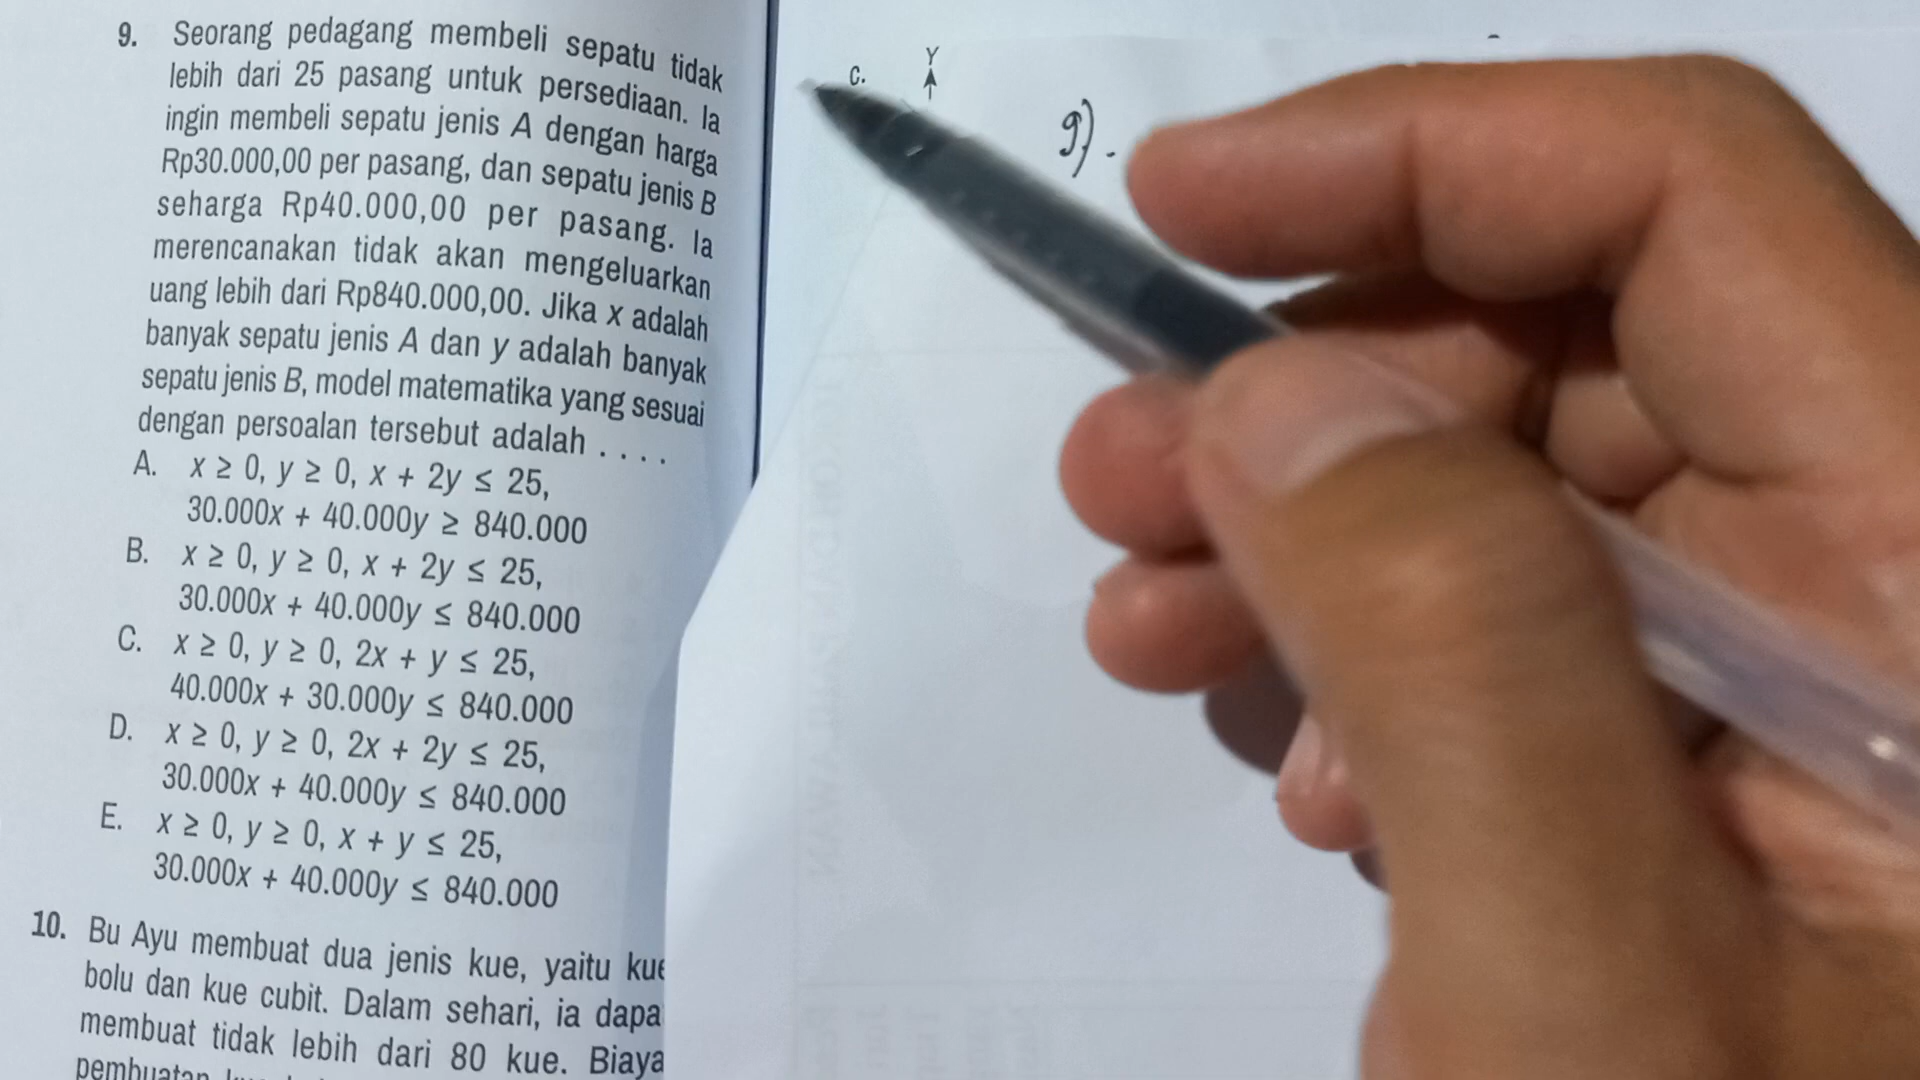 9. Seorang pedagang membeli sepatu tidak
lebih dari 25 pasang untuk persediaan. Ia
ingin membeli sepatu jenis A dengan harga
Rp30.000,00 per pasang, dan sepatu jenis B
seharga Rp40.000,00 per pasang. Ia
merencanakan tidak akan mengeluarkan
uang lebih dari Rp840.000,00. Jika x adalah
banyak sepatu jenis A dan y adalah banyak
sepatu jenis B, model matematika yang sesuai
dengan persoalan tersebut adalah . . . .
A. x ≥ 0, y ≥ 0, x + 2y ≤ 25,
30.000x + 40.000y ≥ 840.000
B. x ≥ 0, y ≥ 0, x + 2y ≤ 25,
30.000x + 40.000y ≤ 840.000
C. x ≥ 0, y ≥ 0, 2x + y ≤ 25,
40.000x + 30.000y ≤ 840.000
D. x ≥ 0, y ≥ 0, 2x + 2y ≤ 25,
30.000x + 40.000y ≤ 840.000
E. x ≥ 0, y ≥ 0, x + y ≤ 25,
30.000x + 40.000y ≤ 840.000
10. Bu Ayu membuat dua jenis kue, yaitu kue
bolu dan kue cubit. Dalam sehari, ia dapa
membuat tidak lebih dari 80 kue. Biaya
pembuatan
c. Y
9).